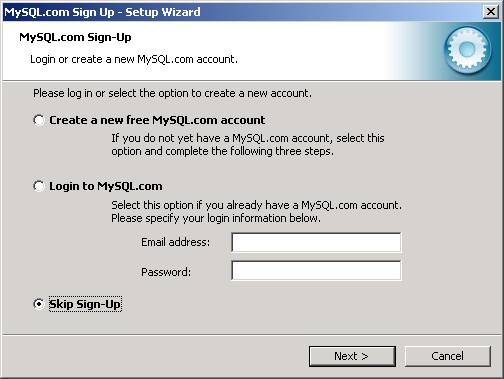 MySQL.com Sign Up - Setup Wizard
MySQL.com Sign-Up
Login or create a new MySQL.com account.
Please log in or select the option to create a new account.
Create a new free MySQL.com account
If you do not yet have a MySQL.com account, select this
option and complete the following three steps.
Login to MySQL.com
Select this option if you already have a MySQL.com account.
Please specify your login information below.
Email address:
Password:
Skip Sign-Up
Next >
Cancel